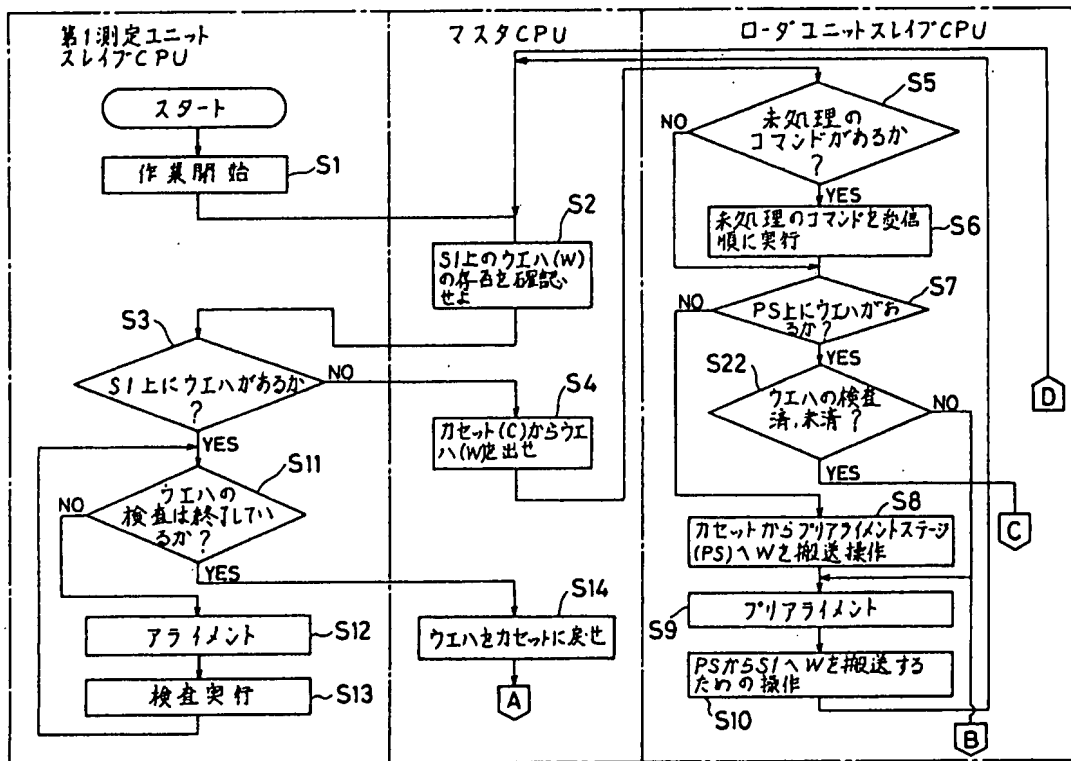 第1測定ユニット
スレイブCPU
マスタCPU
ローダユニットスレイブCPU
スタート
作業開始
S1
S2
S1上のウエハ(W)
の存否を確認
せよ
S3
S1上にウエハがあるか
?
NO
YES
S4
カセット(C)からウエ
ハ(W)を出せ
S11
ウエハの
検査は終了してい
るか?
NO
YES
S12
アライメント
S13
検査実行
S14
ウエハをカセットに戻せ
A
S5
未処理の
コマンドがあるか
?
NO
YES
未処理のコマンドを受信
順に実行
S6
S7
PS上にウエハがあ
るか?
NO
YES
S22
ウエハの検査
済,未済?
NO
YES
D
C
S8
カセットからプリアライメントステージ
(PS)へWを搬送操作
S9
プリアライメント
PSからS1へWを搬送する
ための操作
S10
B